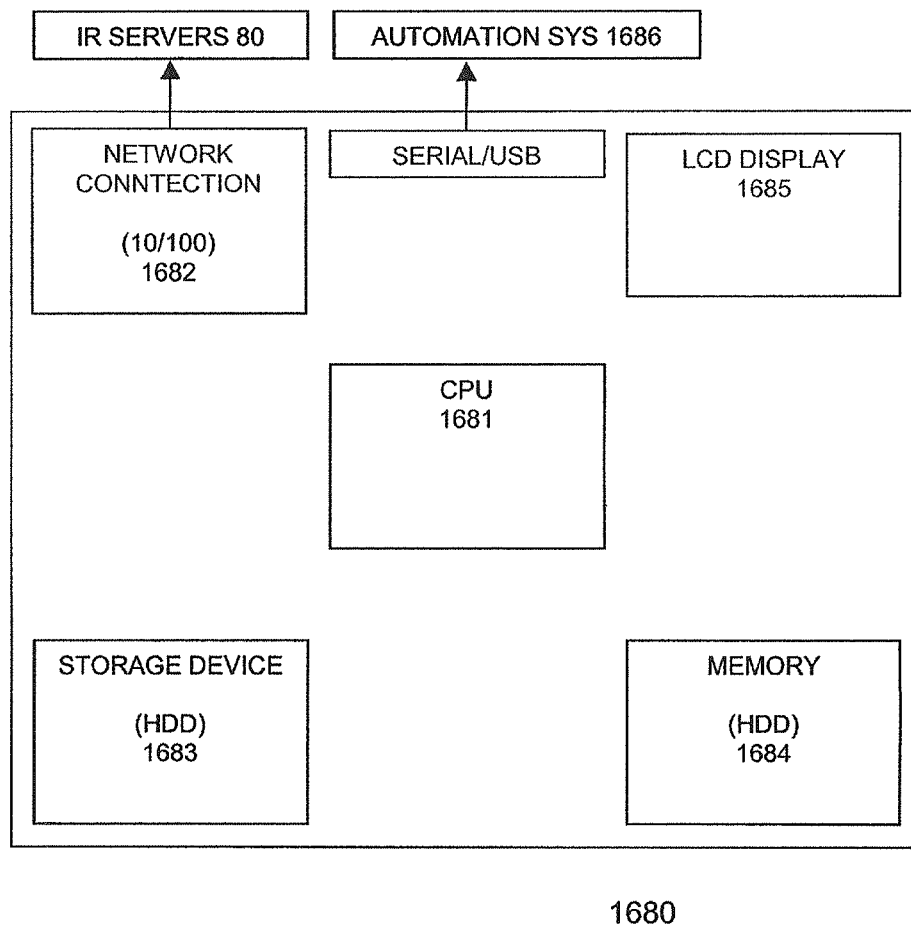 IR SERVERS 80
AUTOMATION SYS 1686
NETWORK
CONNTECTION
(10/100)
1682
SERIAL/USB
LCD DISPLAY
1685
CPU
1681
STORAGE DEVICE
(HDD)
1683
MEMORY
(HDD)
1684
1680